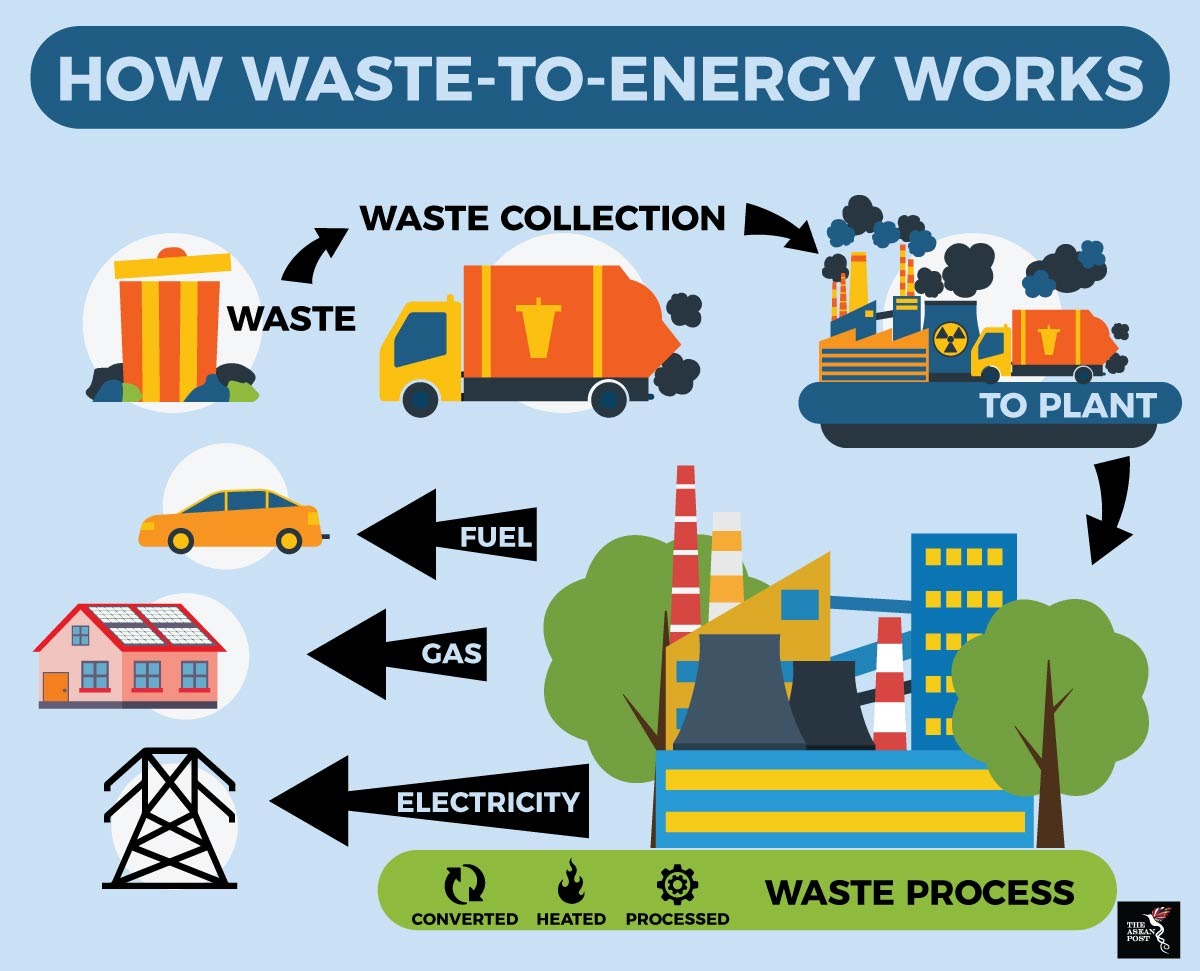 HOW WASTE-TO-ENERGY WORKS
WASTE
WASTE COLLECTION
TO PLANT
FUEL
GAS
ELECTRICITY
CONVERTED
HEATED
PROCESSED
WASTE PROCESS
THE
ASEAN
POST